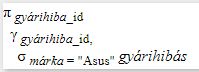 π gyárihiba_id
γ gyárihiba_id,
σ márka = "Asus" gyárihibás